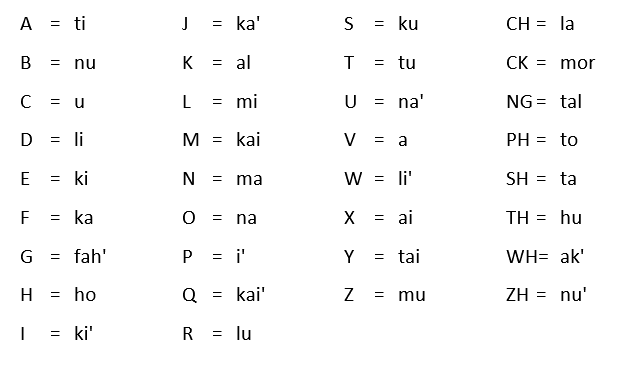 A = ti J = ka' S = ku CH = la
B = nu K = al T = tu CK = mor
C = u L = mi U = na' NG = tal
D = li M = kai V = a PH = to
E = ki N = ma W = li' SH = ta
F = ka O = na X = ai TH = hu
G = fah' P = i' Y = tai WH= ak'
H = ho Q = kai' Z = mu ZH = nu'
I = ki' R = lu